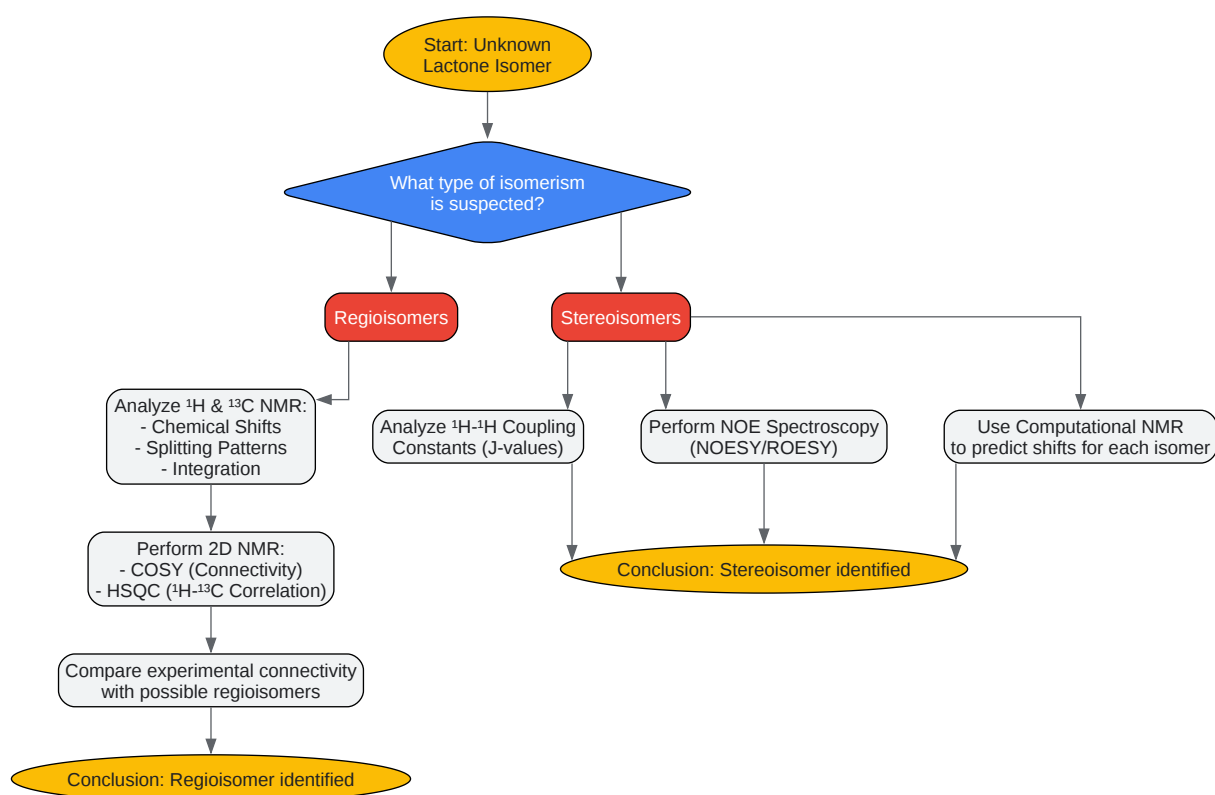 Start: Unknown
Lactone Isomer
What type of isomerism
is suspected?
Regioisomers
Stereoisomers
Analyze ¹H & ¹³C NMR:
- Chemical Shifts
- Splitting Patterns
- Integration
Analyze ¹H-¹H Coupling
Constants (J-values)
Perform NOE Spectroscopy
(NOESY/ROESY)
Use Computational NMR
to predict shifts for each isomer
Perform 2D NMR:
- COSY (Connectivity)
- HSQC (¹H-¹³C Correlation)
Conclusion: Stereoisomer identified
Compare experimental connectivity
with possible regioisomers
Conclusion: Regioisomer identified